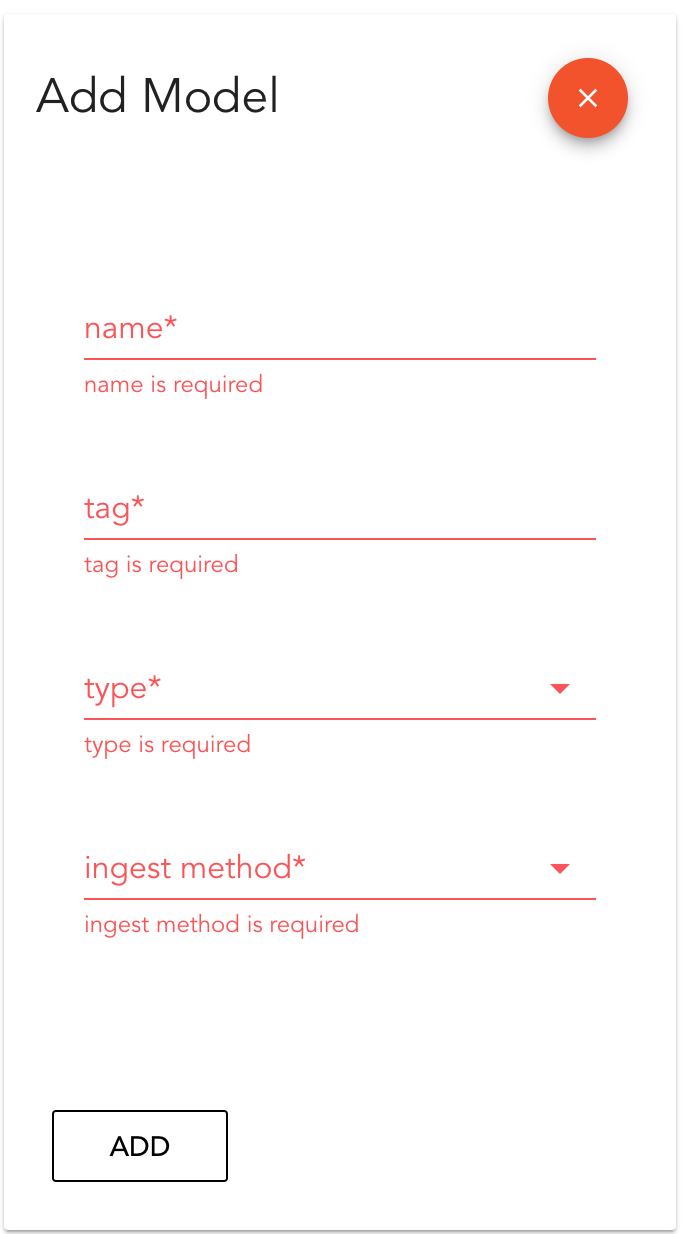 Add Model
name*
name is required
tag*
tag is required
type*
type is required
ingest method*
ingest method is required
ADD